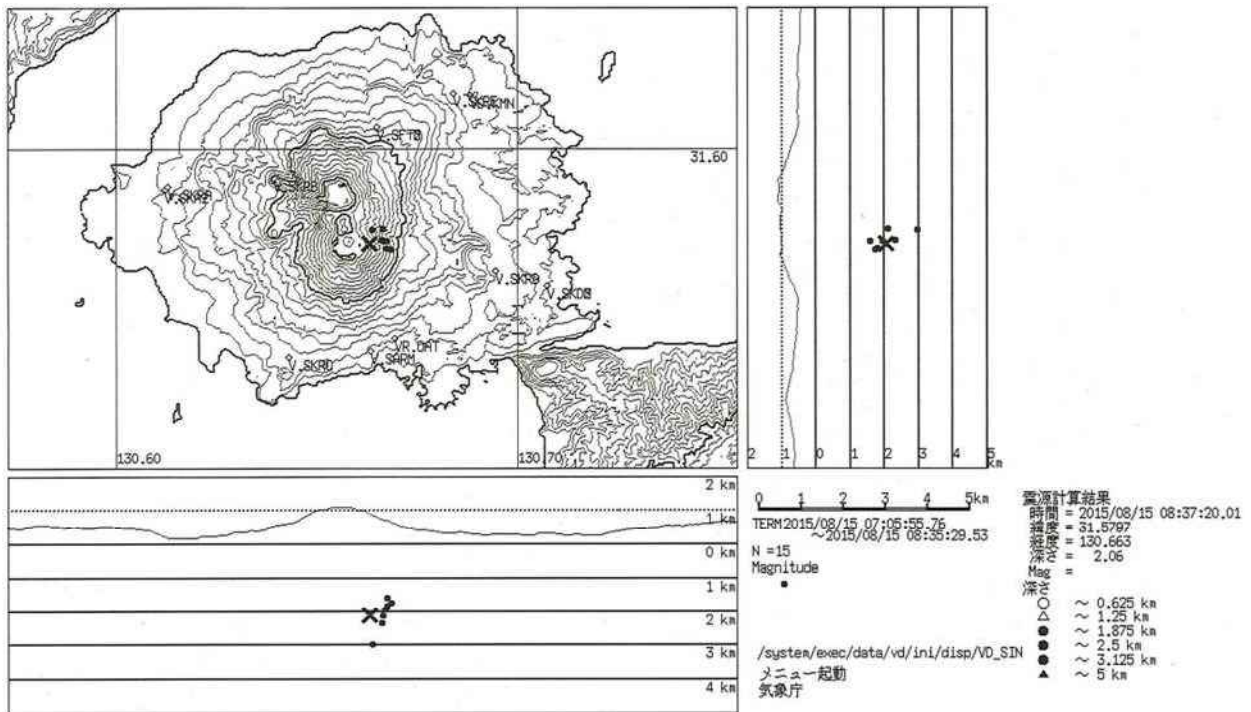 V.SFT3
31.60
V.SKRB
V.SKR9
V.SKD3
VR.DAT
V.SARM
V.SKRD
130.60
130.70
2 1 0 1 2 3 4 5
km
2 km
1 km
0 km
1 km
2 km
3 km
4 km
0 1 2 3 4 5km
TERM2015/08/15 07:05:55.76
～2015/08/15 08:35:29.53
N =15
Magnitude
/system/exec/data/vd/ini/disp/VD_SIN
メニュー起動
気象庁
震源計算結果
時間 = 2015/08/15 08:37:20.01
緯度 = 31.5797
経度 = 130.663
深さ = 2.06
Mag =
深さ
～ 0.625 km
～ 1.25 km
～ 1.875 km
～ 2.5 km
～ 3.125 km
～ 5 km